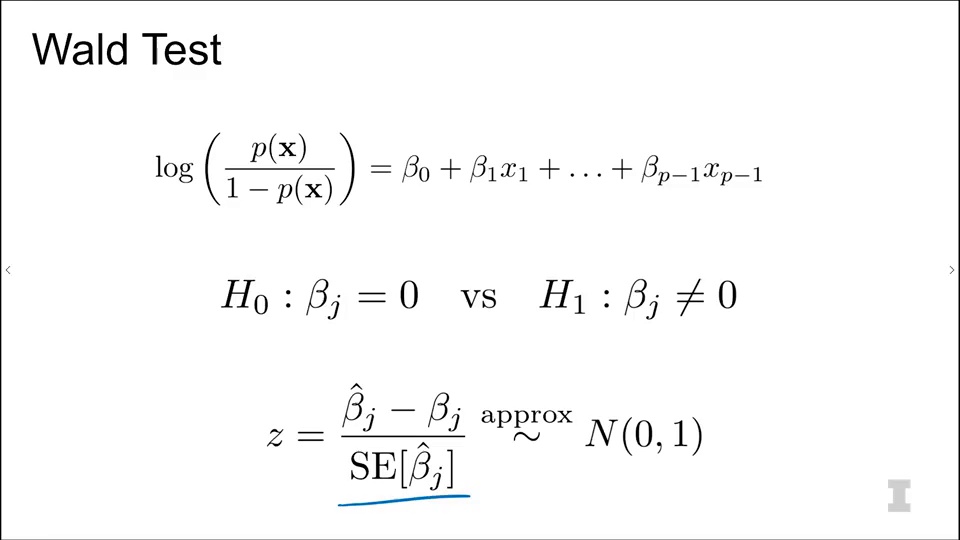 Wald Test
log ( p(x) / (1 − p(x)) ) = β₀ + β₁x₁ + … + βₚ₋₁xₚ₋₁
H₀ : βⱼ = 0 vs H₁ : βⱼ ≠ 0
z = (β̂ⱼ − βⱼ) / SE[β̂ⱼ] approx ∼ N(0, 1)
I